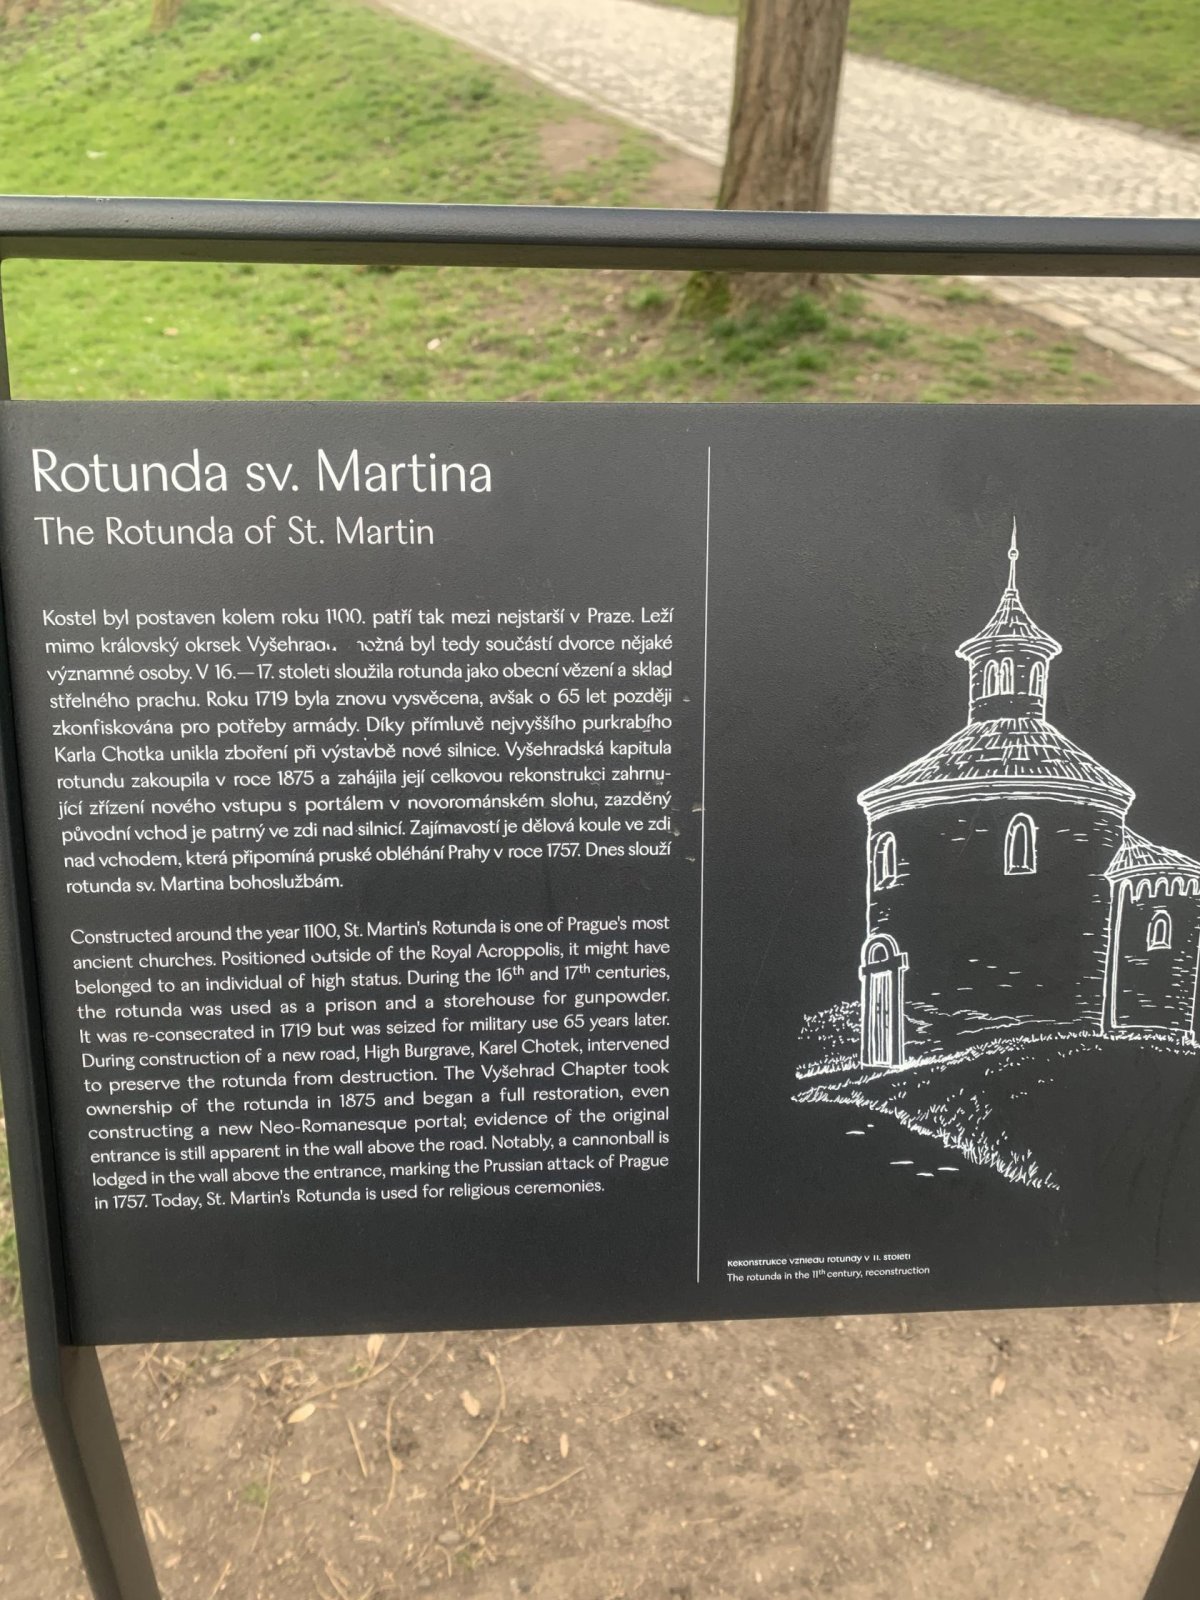 Rotunda sv. Martina
The Rotunda of St. Martin
Kostel byl postaven kolem roku 1100, patří tak mezi nejstarší v Praze. Leží
mimo královský okrsek Vyšehradu, možná byl tedy součástí dvorce nějaké
významné osoby. V 16.—17. století sloužila rotunda jako obecní vězení a sklad
střelného prachu. Roku 1719 byla znovu vysvěcena, avšak o 65 let později
zkonfiskována pro potřeby armády. Díky přímluvě nejvyššího purkrabího
Karla Chotka unikla zboření při výstavbě nové silnice. Vyšehradská kapitula
rotundu zakoupila v roce 1875 a zahájila její celkovou rekonstrukci zahrnu-
jící zřízení nového vstupu s portálem v novorománském slohu, zazděný
původní vchod je patrný ve zdi nad silnicí. Zajímavostí je dělová koule ve zdi
nad vchodem, která připomíná pruské obléhání Prahy v roce 1757. Dnes slouží
rotunda sv. Martina bohoslužbám.
Constructed around the year 1100, St. Martin's Rotunda is one of Prague's most
ancient churches. Positioned outside of the Royal Acroppolis, it might have
belonged to an individual of high status. During the 16th and 17th centuries,
the rotunda was used as a prison and a storehouse for gunpowder.
It was re-consecrated in 1719 but was seized for military use 65 years later.
During construction of a new road, High Burgrave, Karel Chotek, intervened
to preserve the rotunda from destruction. The Vyšehrad Chapter took
ownership of the rotunda in 1875 and began a full restoration, even
constructing a new Neo-Romanesque portal; evidence of the original
entrance is still apparent in the wall above the road. Notably, a cannonball is
lodged in the wall above the entrance, marking the Prussian attack of Prague
in 1757. Today, St. Martin's Rotunda is used for religious ceremonies.
Rekonstrukce vzhledu rotundy v 11. století
The rotunda in the 11th century, reconstruction